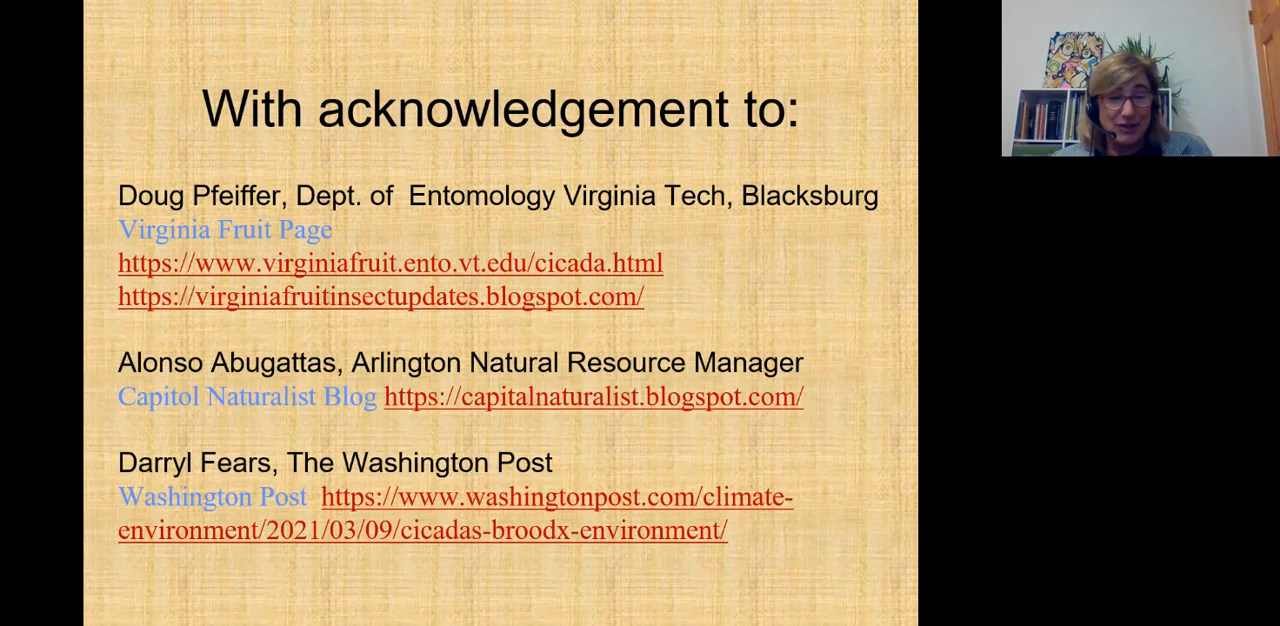 With acknowledgement to:
Doug Pfeiffer, Dept. of  Entomology Virginia Tech, Blacksburg
Virginia Fruit Page
https://www.virginiafruit.ento.vt.edu/cicada.html
https://virginiafruitinsectupdates.blogspot.com/
Alonso Abugattas, Arlington Natural Resource Manager
Capitol Naturalist Blog https://capitalnaturalist.blogspot.com/
Darryl Fears, The Washington Post
Washington Post  https://www.washingtonpost.com/climate-
environment/2021/03/09/cicadas-broodx-environment/